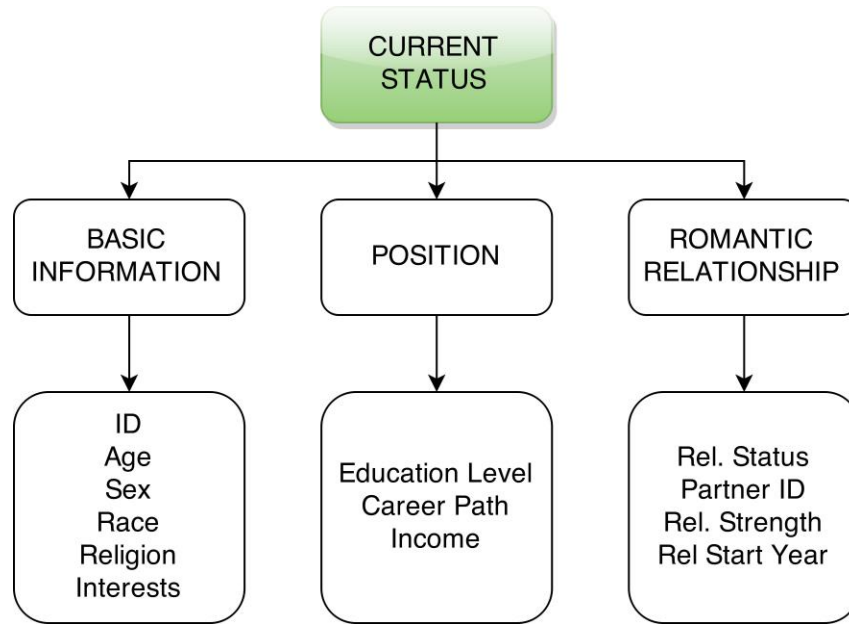 CURRENT
STATUS
BASIC
INFORMATION
POSITION
ROMANTIC
RELATIONSHIP
ID
Age
Sex
Race
Religion
Interests
Education Level
Career Path
Income
Rel. Status
Partner ID
Rel. Strength
Rel Start Year